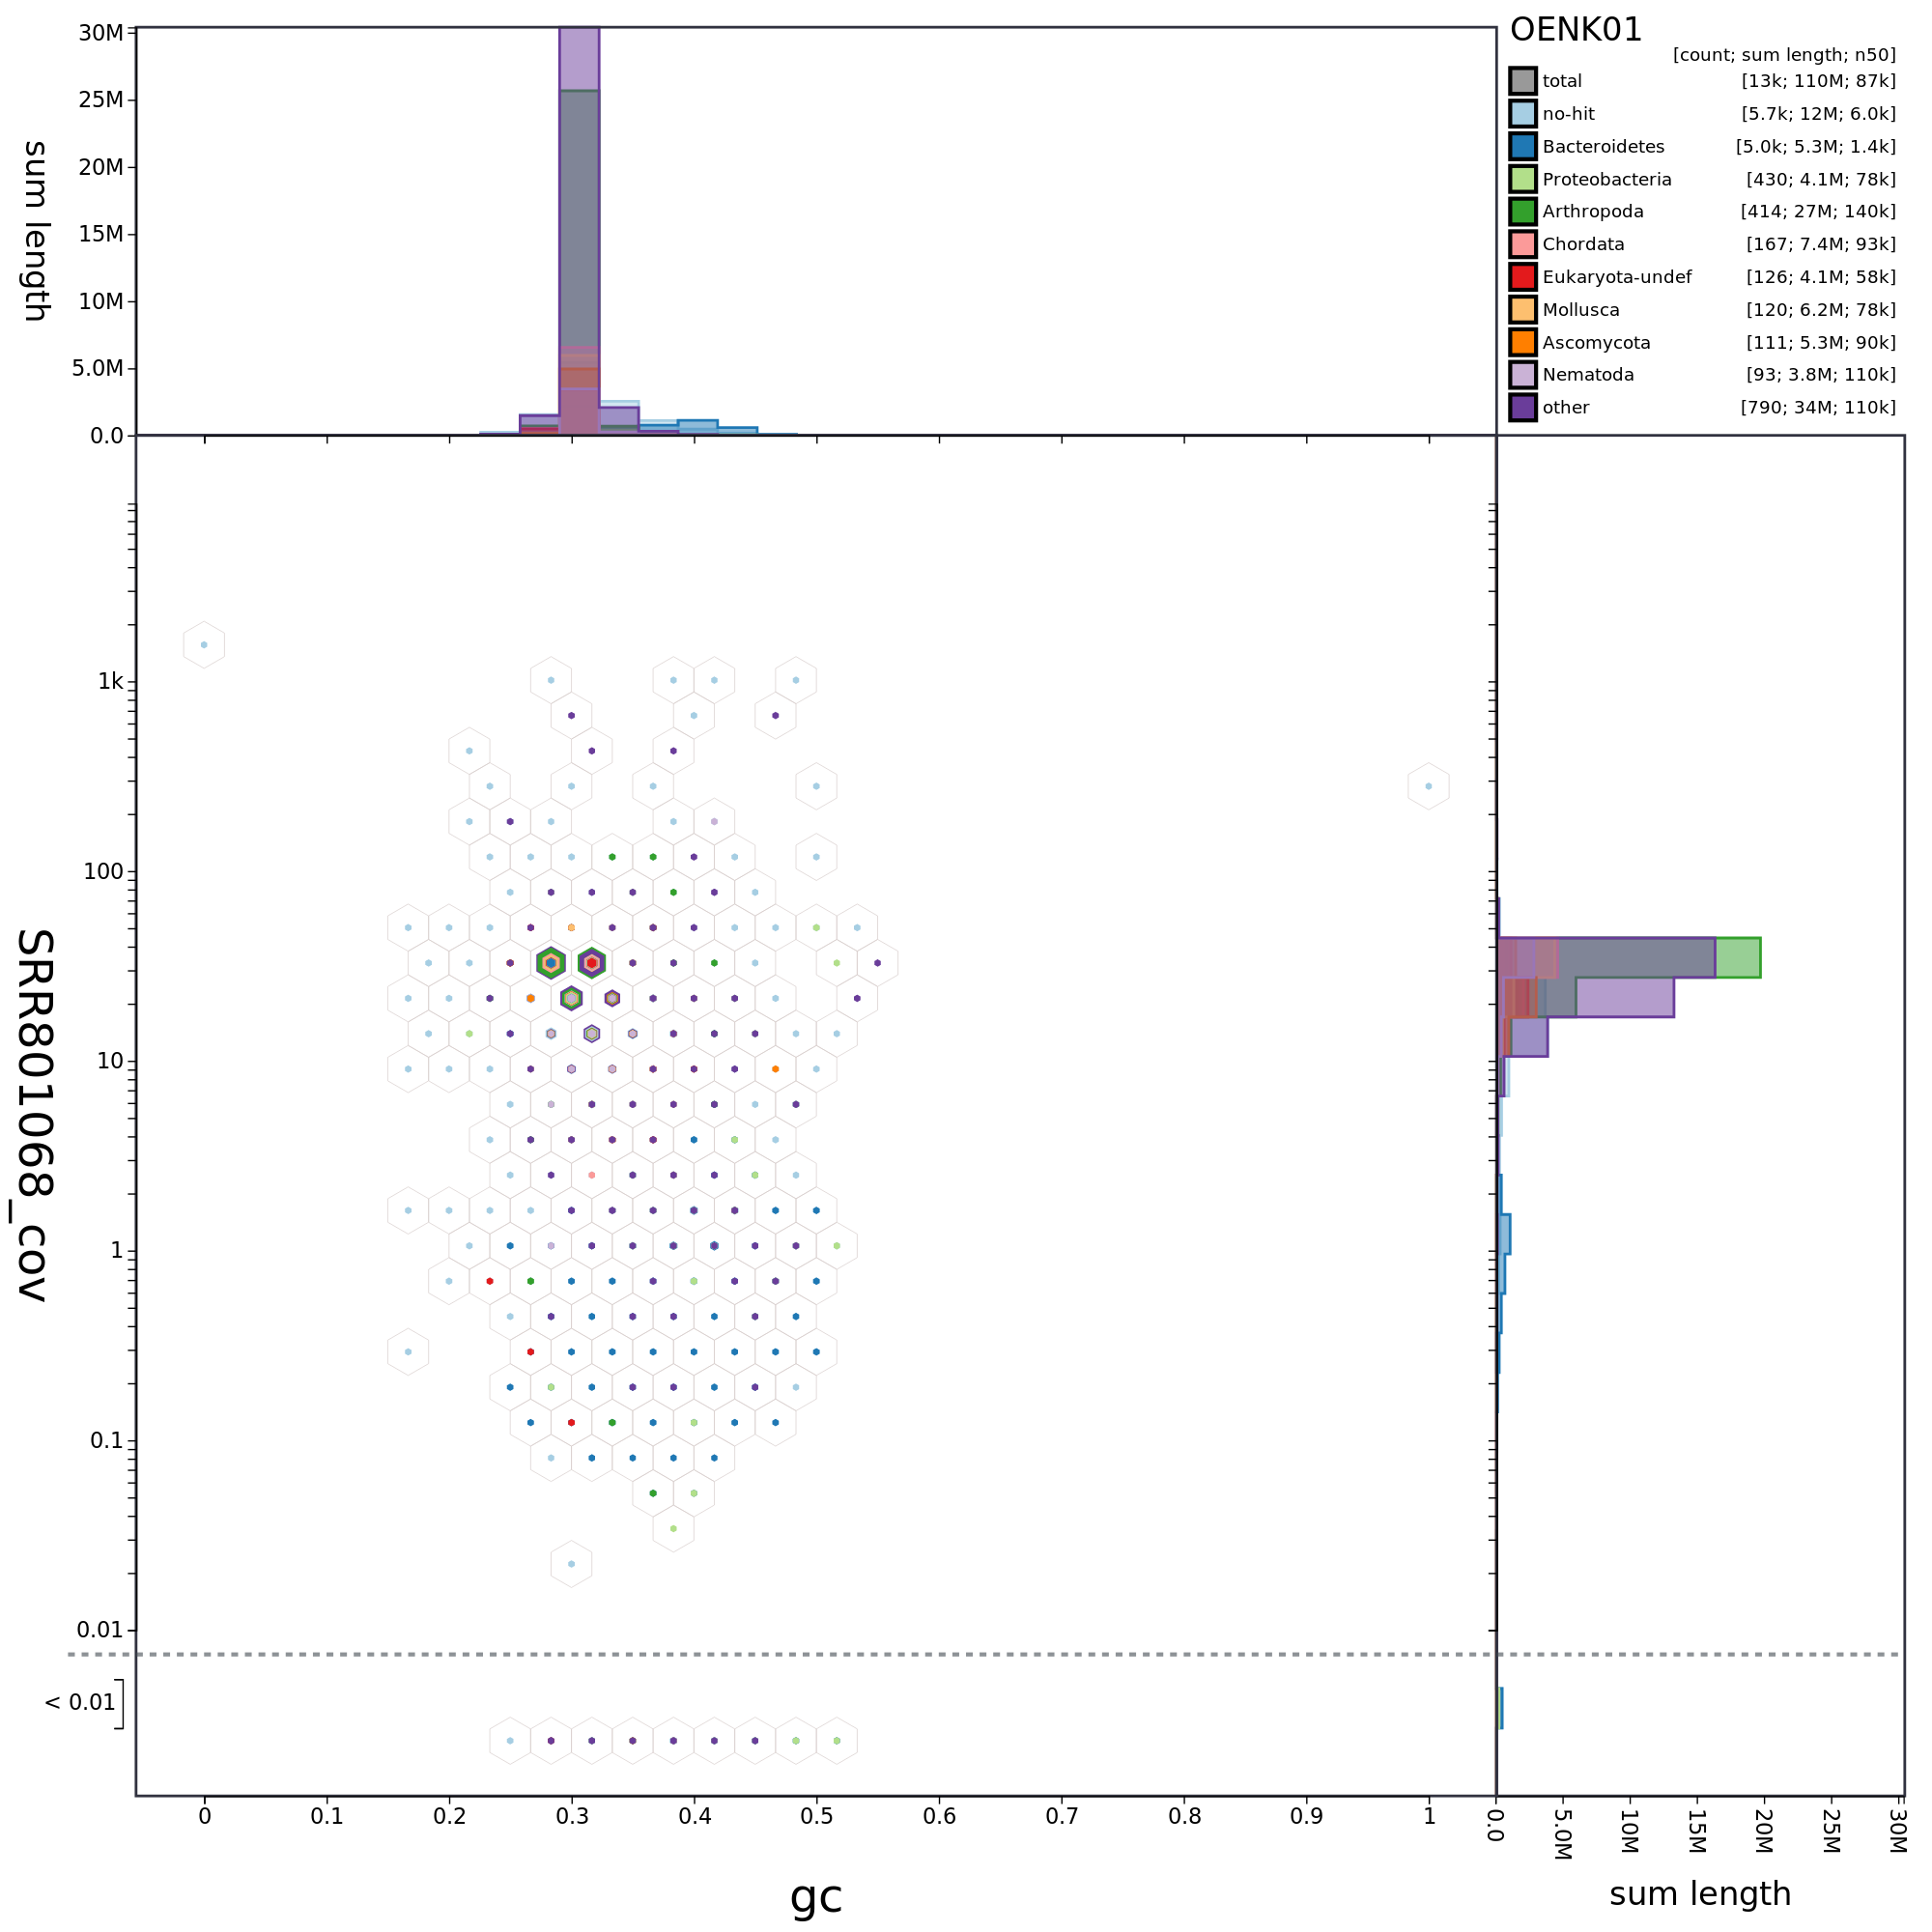 OENK01
[count; sum length; n50]
total [13k; 110M; 87k]
no-hit [5.7k; 12M; 6.0k]
Bacteroidetes [5.0k; 5.3M; 1.4k]
Proteobacteria [430; 4.1M; 78k]
Arthropoda [414; 27M; 140k]
Chordata [167; 7.4M; 93k]
Eukaryota-undef [126; 4.1M; 58k]
Mollusca [120; 6.2M; 78k]
Ascomycota [111; 5.3M; 90k]
Nematoda [93; 3.8M; 110k]
other [790; 34M; 110k]
sum length
30M
25M
20M
15M
10M
5.0M
0.0
SRR801068_cov
1k
100
10
1
0.1
0.01
< 0.01
0 0.1 0.2 0.3 0.4 0.5 0.6 0.7 0.8 0.9 1
gc
0.0 5.0M 10M 15M 20M 25M 30M
sum length